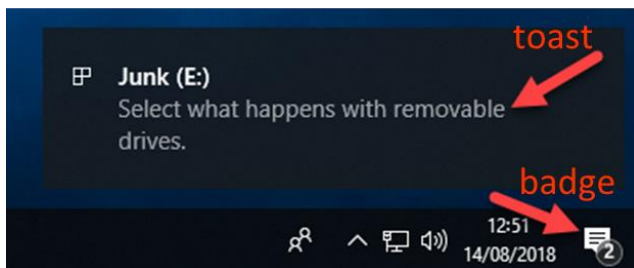 toast
Junk (E:)
Select what happens with removable
drives.
badge
12:51
14/08/2018
2